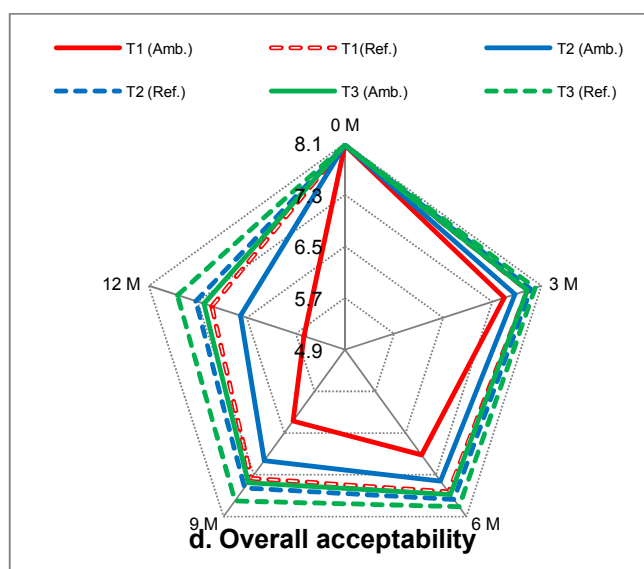 T1 (Amb.) T1(Ref.) T2 (Amb.)
T2 (Ref.) T3 (Amb.) T3 (Ref.)
0 M
8.1
7.3
6.5
12 M 3 M
5.7
4.9
9 M 6 M
d. Overall acceptability